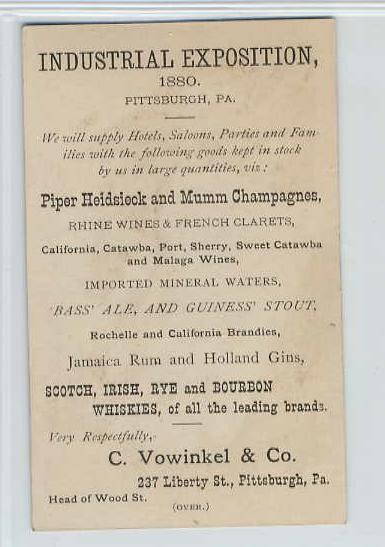 INDUSTRIAL EXPOSITION,
1880.
PITTSBURGH, PA.
We will supply Hotels, Saloons, Parties and Fam-
ilies with the following goods kept in stock
by us in large quantities, viz:
Piper Heidsieck and Mumm Champagnes,
RHINE WINES & FRENCH CLARETS,
California, Catawba, Port, Sherry, Sweet Catawba
and Malaga Wines,
IMPORTED MINERAL WATERS,
'BASS' ALE, AND GUINESS' STOUT,
Rochelle and California Brandies,
Jamaica Rum and Holland Gins,
SCOTCH, IRISH, RYE and BOURBON
WHISKIES, of all the leading brands.
Very Respectfully,
C. Vowinkel & Co.
237 Liberty St., Pittsburgh, Pa.
Head of Wood St.
(OVER.)